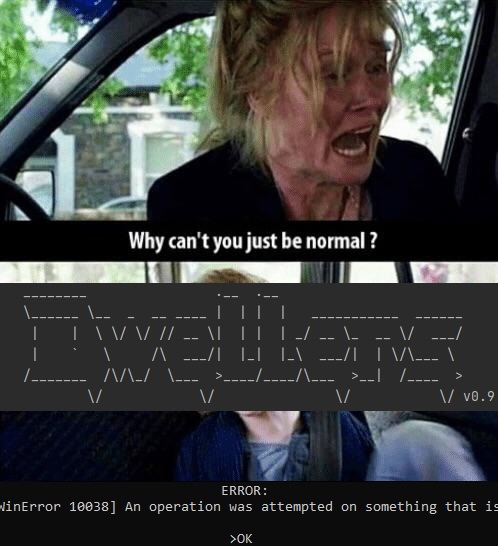 Why can't you just be normal ?
Dwellers
v0.9
ERROR:
WinError 10038] An operation was attempted on something that is
>OK